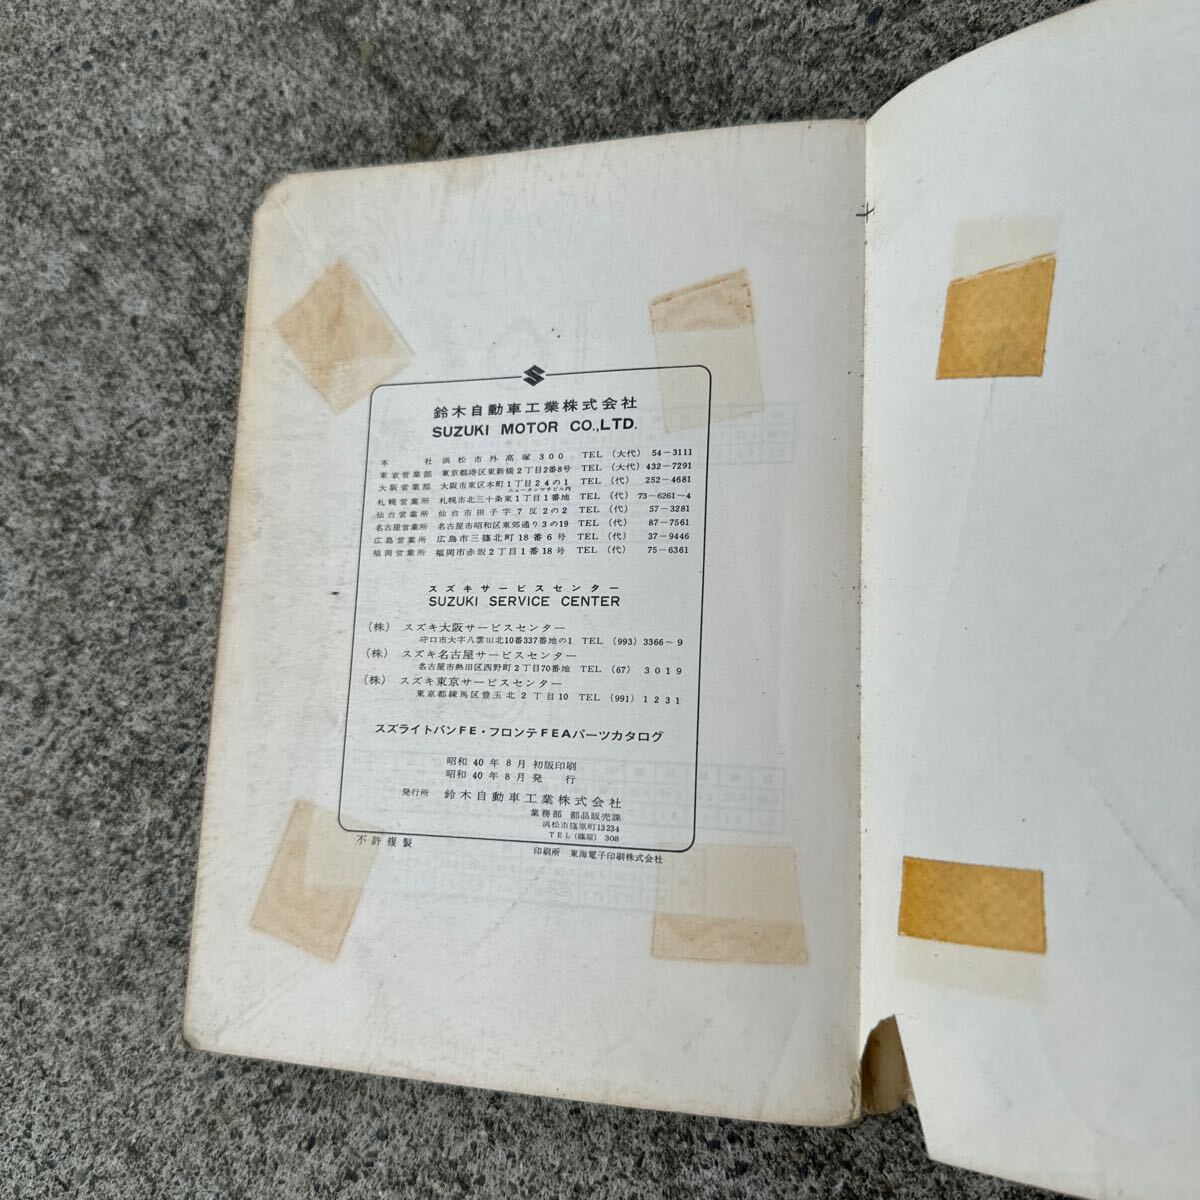 鈴木自動車工業株式会社
SUZUKI MOTOR CO.,LTD.
本社 浜松市外高塚300 TEL (大代) 54-3111
東京営業部 東京都港区東新橋2丁目2番8号 TEL (大代) 432-7291
大阪営業部 大阪市東区本町1丁目24の1 TEL (代) 252-4681
ニューホンマチビル内
札幌営業所 札幌市北三十条東1丁目1番地 TEL (代) 73-6261~4
仙台営業所 仙台市田子字7反2の2 TEL (代) 57-3281
名古屋営業所 名古屋市昭和区東郊通り3の19 TEL (代) 87-7561
広島営業所 広島市三篠北町18番6号 TEL (代) 37-9446
福岡営業所 福岡市赤坂2丁目1番18号 TEL (代) 75-6361
スズキサービスセンター
SUZUKI SERVICE CENTER
(株) スズキ大阪サービスセンター
守口市大字八雲旧北10番337番地の1 TEL (993) 3366~9
(株) スズキ名古屋サービスセンター
名古屋市熱田区西野町2丁目70番地 TEL (67) 3019
(株) スズキ東京サービスセンター
東京都練馬区豊玉北2丁目10 TEL (991) 1231
スズライトバンFE・フロンテFEAパーツカタログ
昭和40年8月 初版印刷
昭和40年8月 発行
発行所 鈴木自動車工業株式会社
業務部 部品販売課
浜松市篠原町13234
TEL (篠原) 308
不許複製
印刷所 東海電子印刷株式会社